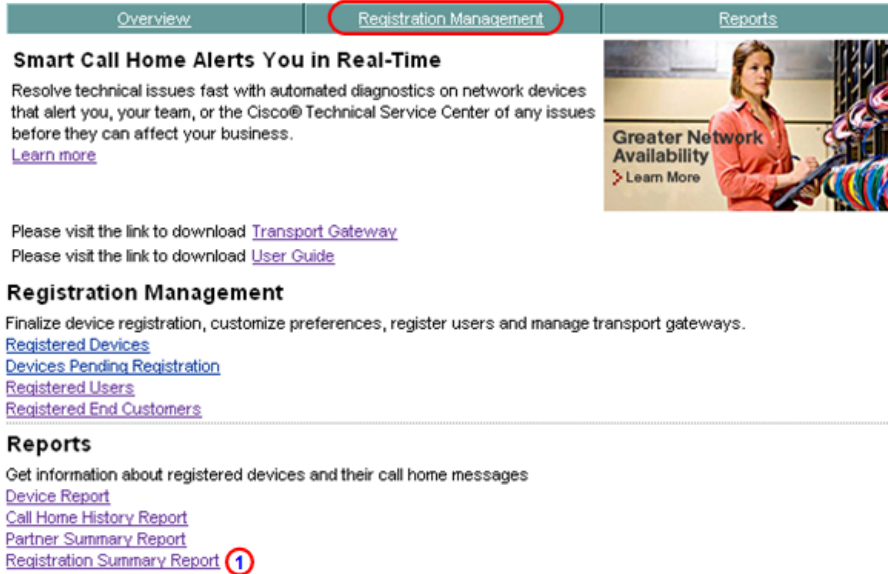 Overview Registration Management Reports
Smart Call Home Alerts You in Real-Time
Resolve technical issues fast with automated diagnostics on network devices
that alert you, your team, or the Cisco® Technical Service Center of any issues
before they can affect your business.
Learn more
Greater Network
Availability
Learn More
Please visit the link to download Transport Gateway
Please visit the link to download User Guide
Registration Management
Finalize device registration, customize preferences, register users and manage transport gateways.
Registered Devices
Devices Pending Registration
Registered Users
Registered End Customers
Reports
Get information about registered devices and their call home messages
Device Report
Call Home History Report
Partner Summary Report
Registration Summary Report 1